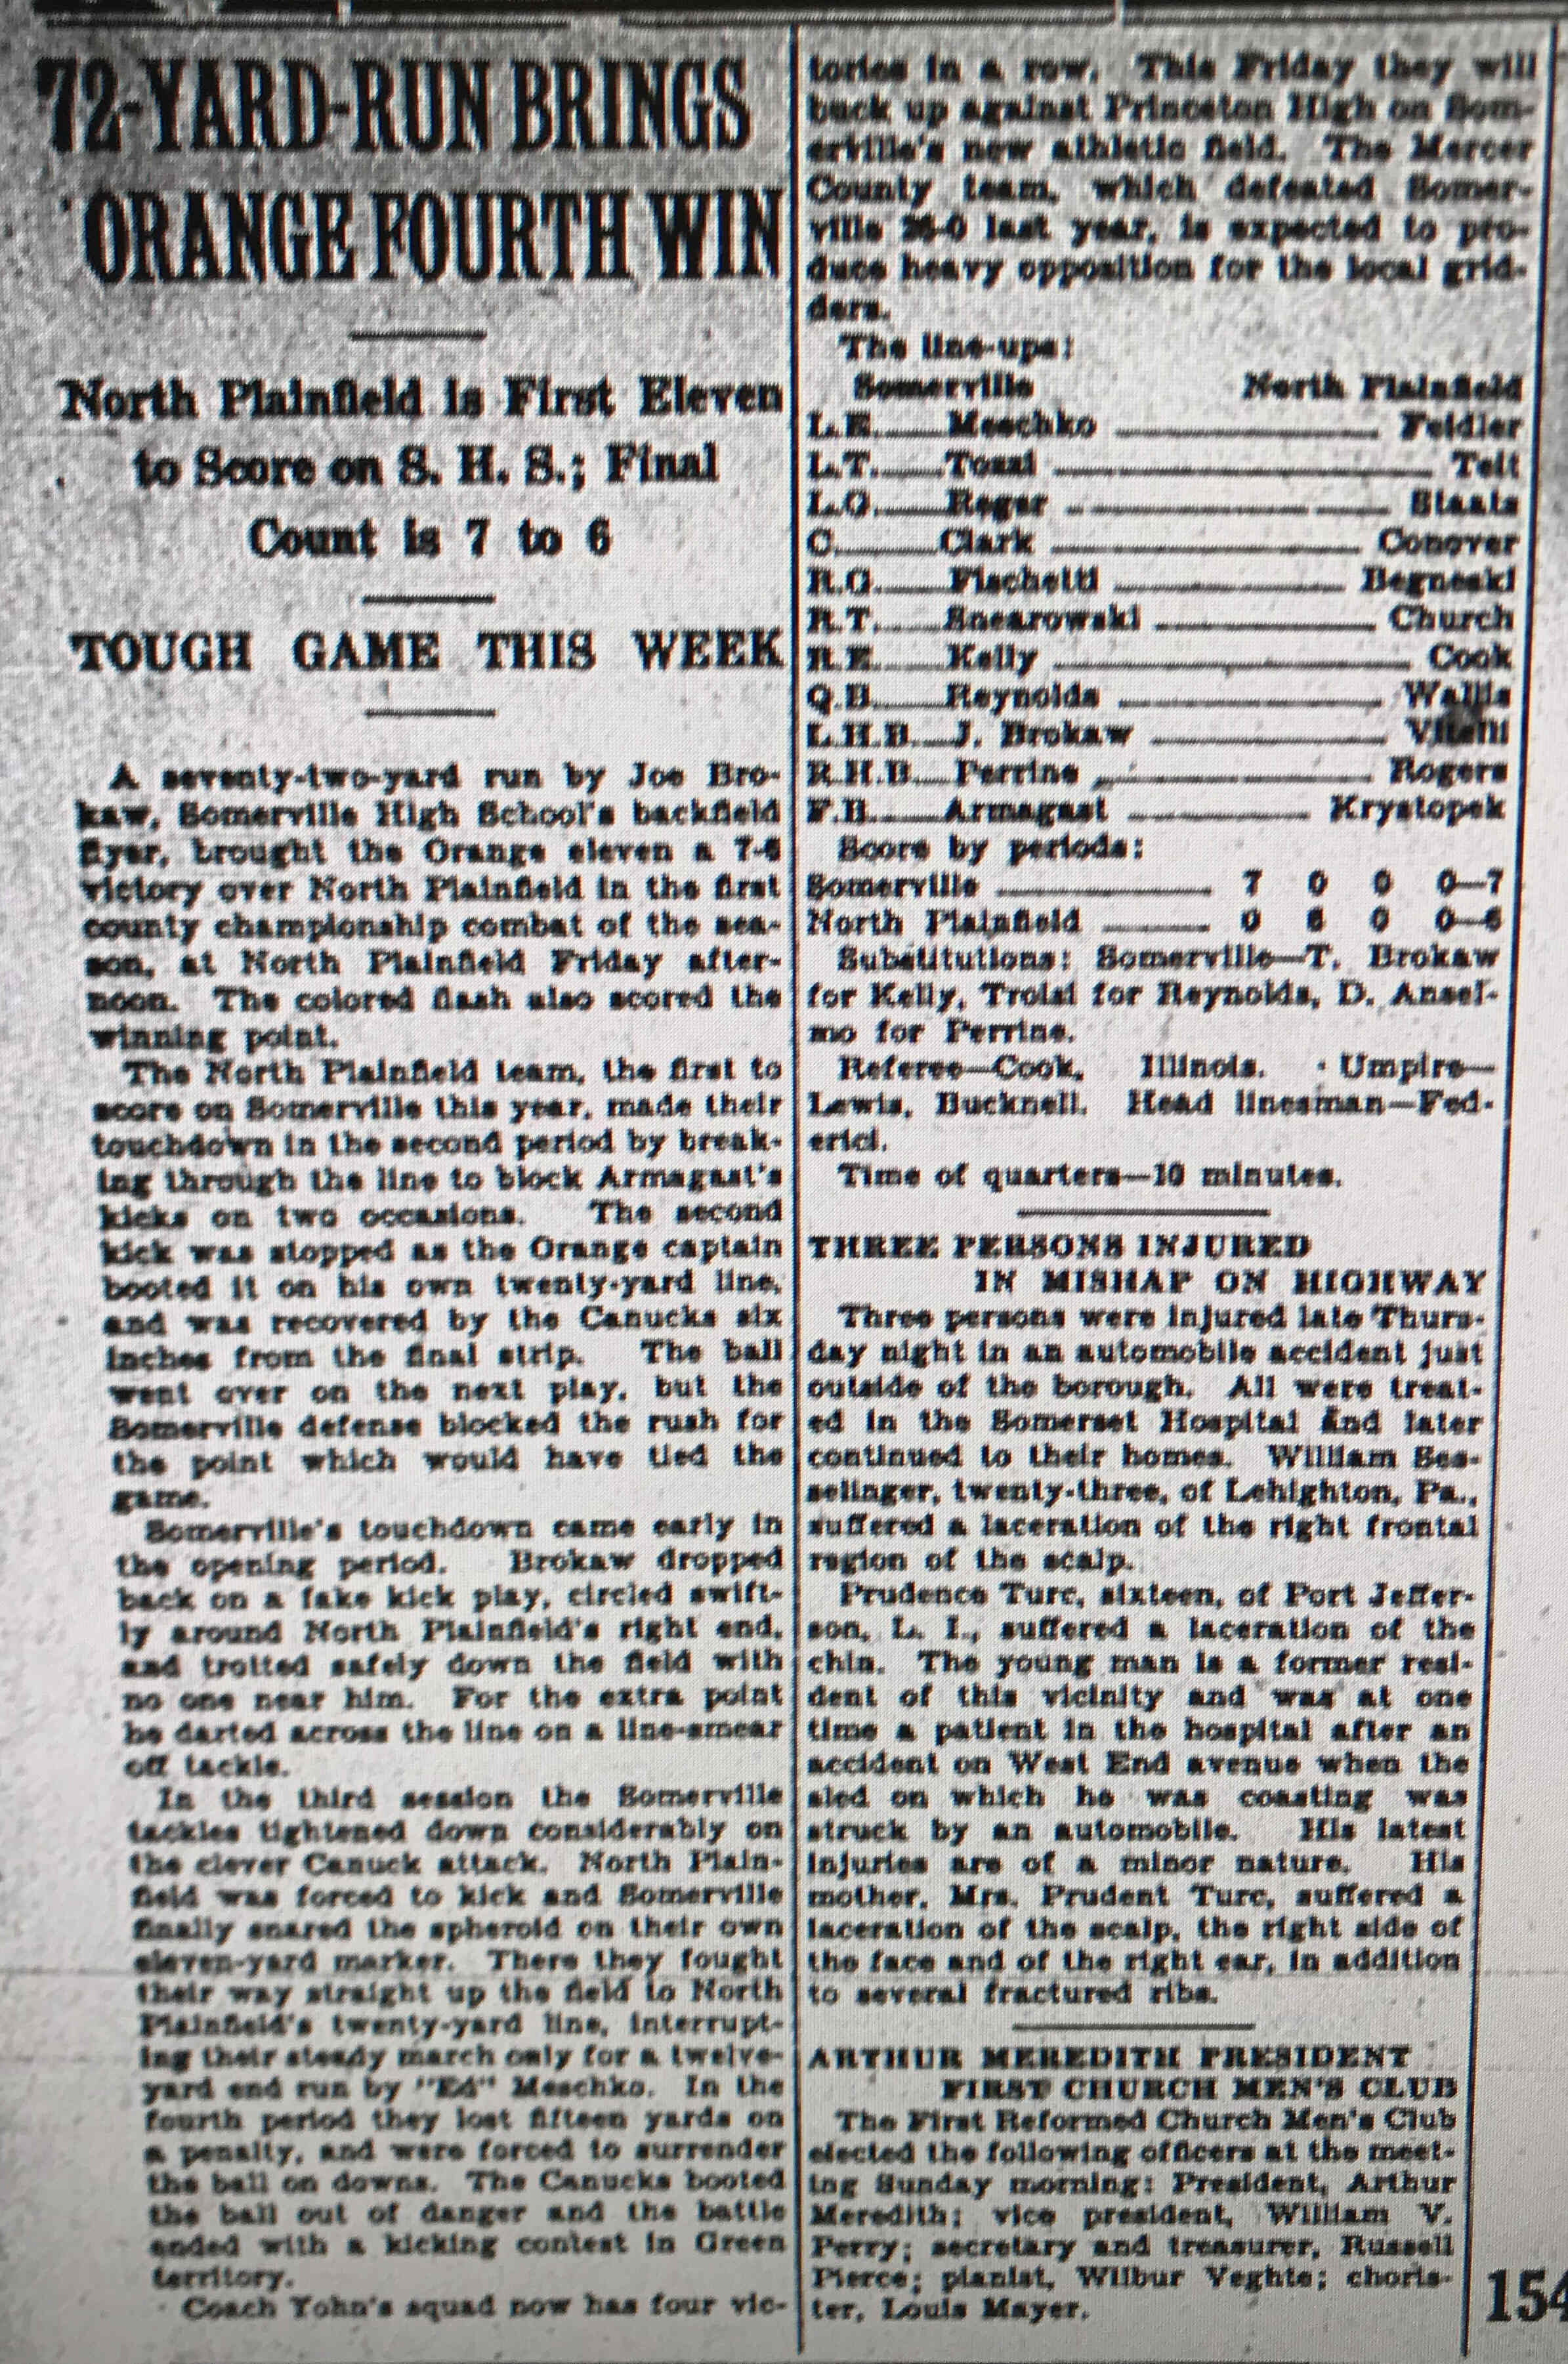 72-YARD-RUN BRINGS
ORANGE FOURTH WIN
North Plainfield is First Eleven
to Score on S. H. S.; Final
Count is 7 to 6
TOUGH GAME THIS WEEK
A seventy-two-yard run by Joe Bro-
kaw, Somerville High School's backfield
flyer, brought the Orange eleven a 7-6
victory over North Plainfield in the first
county championship combat of the sea-
son, at North Plainfield Friday after-
noon. The colored flash also scored the
winning point.
The North Plainfield team, the first to
score on Somerville this year, made their
touchdown in the second period by break-
ing through the line to block Armagast's
kicks on two occasions. The second
kick was stopped as the Orange captain
booted it on his own twenty-yard line,
and was recovered by the Canucks six
inches from the final strip. The ball
went over on the next play, but the
Somerville defense blocked the rush for
the point which would have tied the
game.
Somerville's touchdown came early in
the opening period. Brokaw dropped
back on a fake kick play, circled swift-
ly around North Plainfield's right end,
and trotted safely down the field with
no one near him. For the extra point
he darted across the line on a line-smear
off tackle.
In the third session the Somerville
tackles tightened down considerably on
the clever Canuck attack. North Plain-
field was forced to kick and Somerville
finally snared the spheroid on their own
eleven-yard marker. There they fought
their way straight up the field to North
Plainfield's twenty-yard line, interrupt-
ing their steady march only for a twelve-
yard end run by "Ed" Meschko. In the
fourth period they lost fifteen yards on
a penalty, and were forced to surrender
the ball on downs. The Canucks booted
the ball out of danger and the battle
ended with a kicking contest in Green
territory.
Coach Yohn's squad now has four vic-
tories in a row. This Friday they will
buck up against Princeton High on Som-
erville's new athletic field. The Mercer
County team, which defeated Somer-
ville 26-0 last year, is expected to pro-
duce heavy opposition for the local grid-
ders.
The line-ups:
Somerville North Plainfield
L.E. Meschko Feidler
L.T. Tozzi Telt
L.G. Reger Staats
C. Clark Conover
R.G. Fischetti Begneski
R.T. Snearowski Church
R.E. Kelly Cook
Q.B. Reynolds Wallis
L.H.B. J. Brokaw
R.H.B. Perrine Rogers
F.B. Armagast Krystopek
Score by periods:
Somerville 7 0 0 0—7
North Plainfield 0 6 0 0—6
Substitutions: Somerville—T. Brokaw
for Kelly, Troisi for Reynolds, D. Ansel-
mo for Perrine.
Referee—Cook, Illinois. Umpire—
Lewis, Bucknell. Head linesman—Fed-
erici.
Time of quarters—10 minutes.
THREE PERSONS INJURED
IN MISHAP ON HIGHWAY
Three persons were injured late Thurs-
day night in an automobile accident just
outside of the borough. All were treat-
ed in the Somerset Hospital and later
continued to their homes. William Ses-
selinger, twenty-three, of Lehighton, Pa.,
suffered a laceration of the right frontal
region of the scalp.
Prudence Turc, sixteen, of Port Jeffer-
son, L. I., suffered a laceration of the
chin. The young man is a former resi-
dent of this vicinity and was at one
time a patient in the hospital after an
accident on West End avenue when the
sled on which he was coasting was
struck by an automobile. His latest
injuries are of a minor nature. His
mother, Mrs. Prudent Turc, suffered a
laceration of the scalp, the right side of
the face and of the right ear, in addition
to several fractured ribs.
ARTHUR MEREDITH PRESIDENT
FIRST CHURCH MEN'S CLUB
The First Reformed Church Men's Club
elected the following officers at the meet-
ing Sunday morning: President, Arthur
Meredith; vice president, William V.
Perry; secretary and treasurer, Russell
Pierce; pianist, Wilbur Veghte; choris-
ter, Louis Mayer.
154